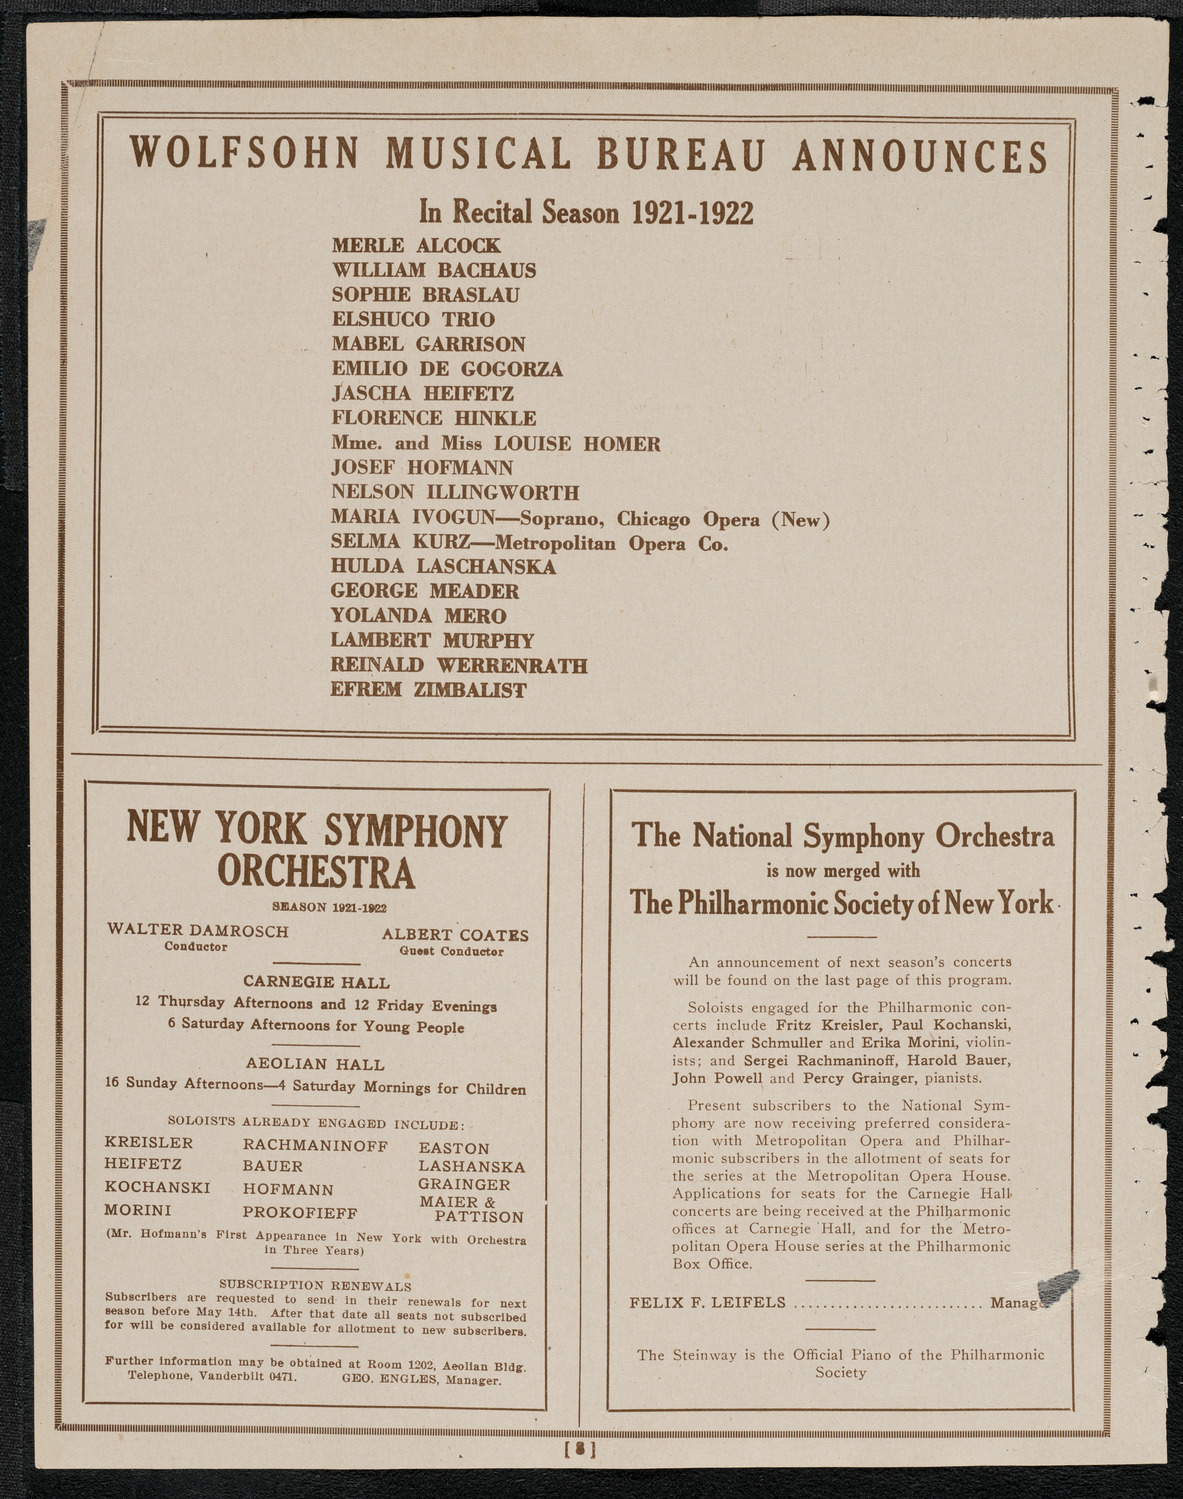 WOLFSOHN MUSICAL BUREAU ANNOUNCES
In Recital Season 1921-1922
MERLE ALCOCK
WILLIAM BACHAUS
SOPHIE BRASLAU
ELSHUCO TRIO
MABEL GARRISON
EMILIO DE GOGORZA
JASCHA HEIFETZ
FLORENCE HINKLE
Mme. and Miss LOUISE HOMER
JOSEF HOFMANN
NELSON ILLINGWORTH
MARIA IVOGUN—Soprano, Chicago Opera (New)
SELMA KURZ—Metropolitan Opera Co.
HULDA LASCHANSKA
GEORGE MEADER
YOLANDA MERO
LAMBERT MURPHY
REINALD WERRENRATH
EFREM ZIMBALIST
NEW YORK SYMPHONY
ORCHESTRA
SEASON 1921-1922
WALTER DAMROSCH ALBERT COATES
Conductor Guest Conductor
CARNEGIE HALL
12 Thursday Afternoons and 12 Friday Evenings
6 Saturday Afternoons for Young People
AEOLIAN HALL
16 Sunday Afternoons—4 Saturday Mornings for Children
SOLOISTS ALREADY ENGAGED INCLUDE:
KREISLER RACHMANINOFF EASTON
HEIFETZ BAUER LASHANSKA
KOCHANSKI HOFMANN GRAINGER
MORINI PROKOFIEFF MAIER &
PATTISON
(Mr. Hofmann's First Appearance in New York with Orchestra
in Three Years)
SUBSCRIPTION RENEWALS
Subscribers are requested to send in their renewals for next
season before May 14th. After that date all seats not subscribed
for will be considered available for allotment to new subscribers.
Further information may be obtained at Room 1202, Aeolian Bldg.
Telephone, Vanderbilt 0471. GEO. ENGLES, Manager.
The National Symphony Orchestra
is now merged with
The Philharmonic Society of New York
An announcement of next season's concerts
will be found on the last page of this program.
Soloists engaged for the Philharmonic con-
certs include Fritz Kreisler, Paul Kochanski,
Alexander Schmuller and Erika Morini, violin-
ists; and Sergei Rachmaninoff, Harold Bauer,
John Powell and Percy Grainger, pianists.
Present subscribers to the National Sym-
phony are now receiving preferred considera-
tion with Metropolitan Opera and Philhar-
monic subscribers in the allotment of seats for
the series at the Metropolitan Opera House.
Applications for seats for the Carnegie Hall
concerts are being received at the Philharmonic
offices at Carnegie Hall, and for the Metro-
politan Opera House series at the Philharmonic
Box Office.
FELIX F. LEIFELS .......................... Manage
The Steinway is the Official Piano of the Philharmonic
Society
[8]